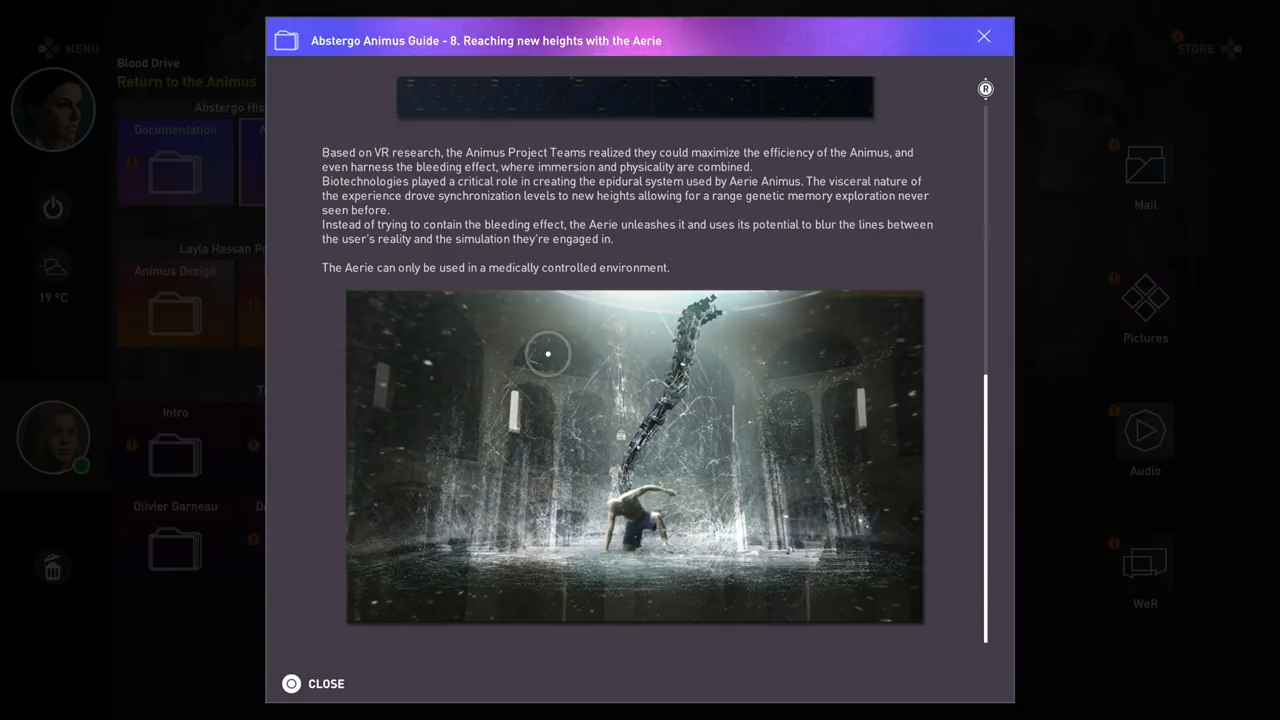 Abstergo Animus Guide - 8. Reaching new heights with the Aerie
MENU
STORE
Blood Drive
Return to the Animus
Abstergo His
Documentation
A
Based on VR research, the Animus Project Teams realized they could maximize the efficiency of the Animus, and
even harness the bleeding effect, where immersion and physicality are combined.
Biotechnologies played a critical role in creating the epidural system used by Aerie Animus. The visceral nature of
the experience drove synchronization levels to new heights allowing for a range genetic memory exploration never
seen before.
Instead of trying to contain the bleeding effect, the Aerie unleashes it and uses its potential to blur the lines between
the user's reality and the simulation they're engaged in.
The Aerie can only be used in a medically controlled environment.
R
Layla Hassan Pr
Animus Design
19 °C
Mail
Pictures
Audio
WeR
Intro
Olivier Garneau
CLOSE